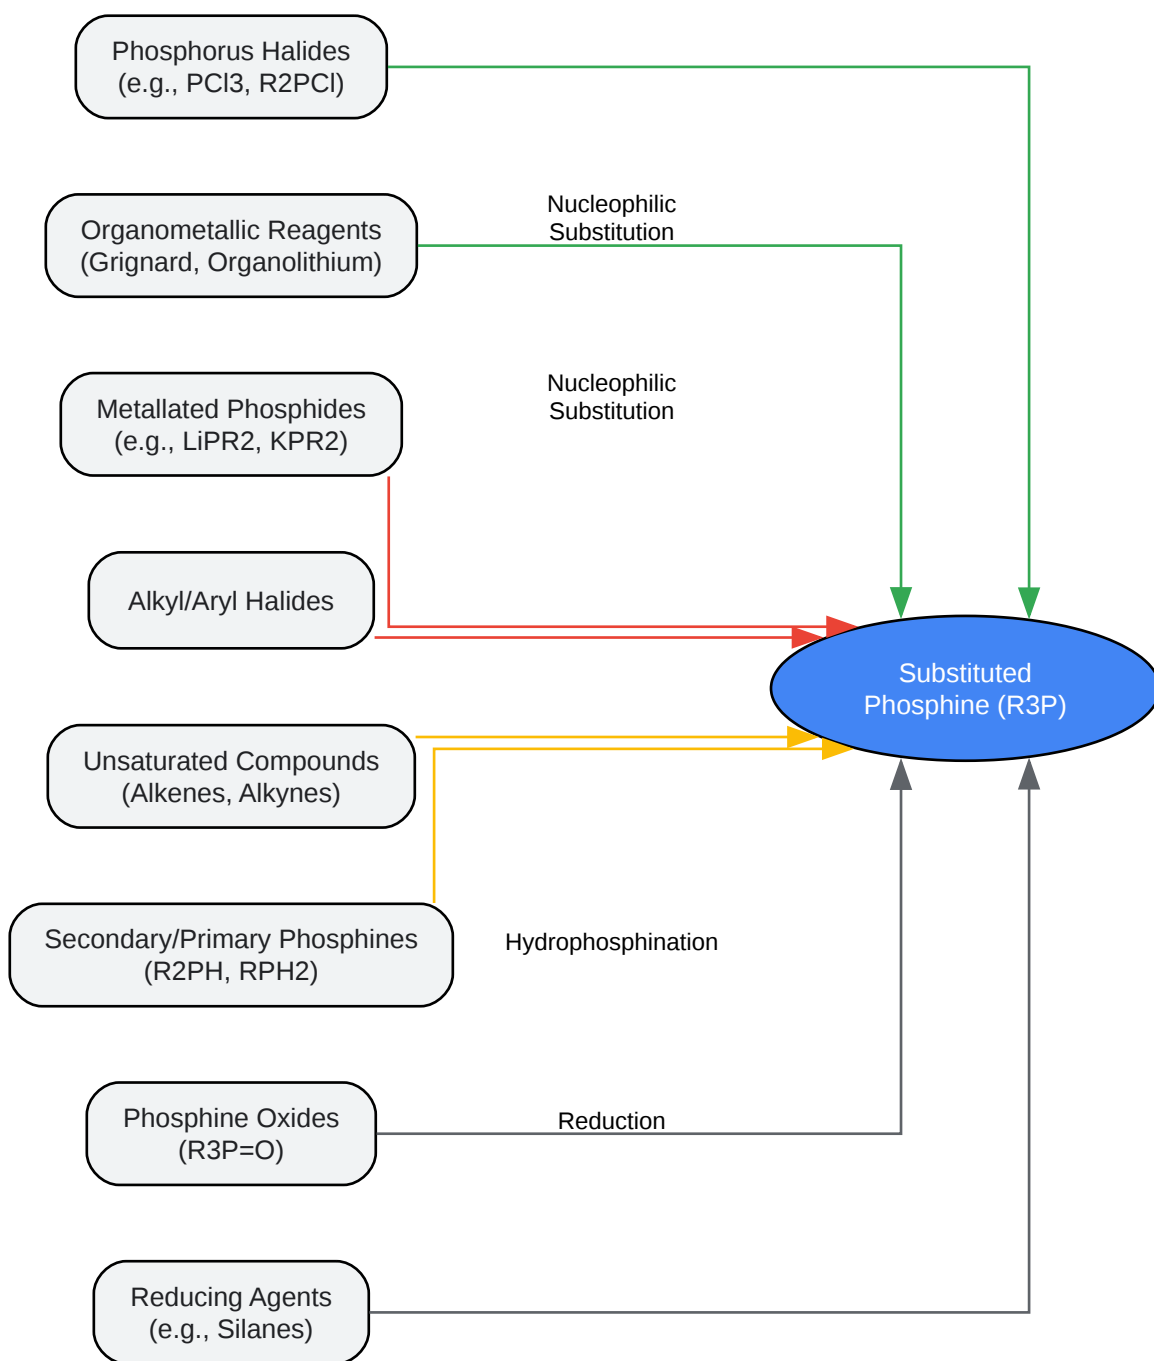 Phosphorus Halides
(e.g., PCl3, R2PCl)
Organometallic Reagents
(Grignard, Organolithium)
Nucleophilic
Substitution
Metallated Phosphides
(e.g., LiPR2, KPR2)
Nucleophilic
Substitution
Alkyl/Aryl Halides
Substituted
Phosphine (R3P)
Unsaturated Compounds
(Alkenes, Alkynes)
Secondary/Primary Phosphines
(R2PH, RPH2)
Hydrophosphination
Phosphine Oxides
(R3P=O)
Reduction
Reducing Agents
(e.g., Silanes)